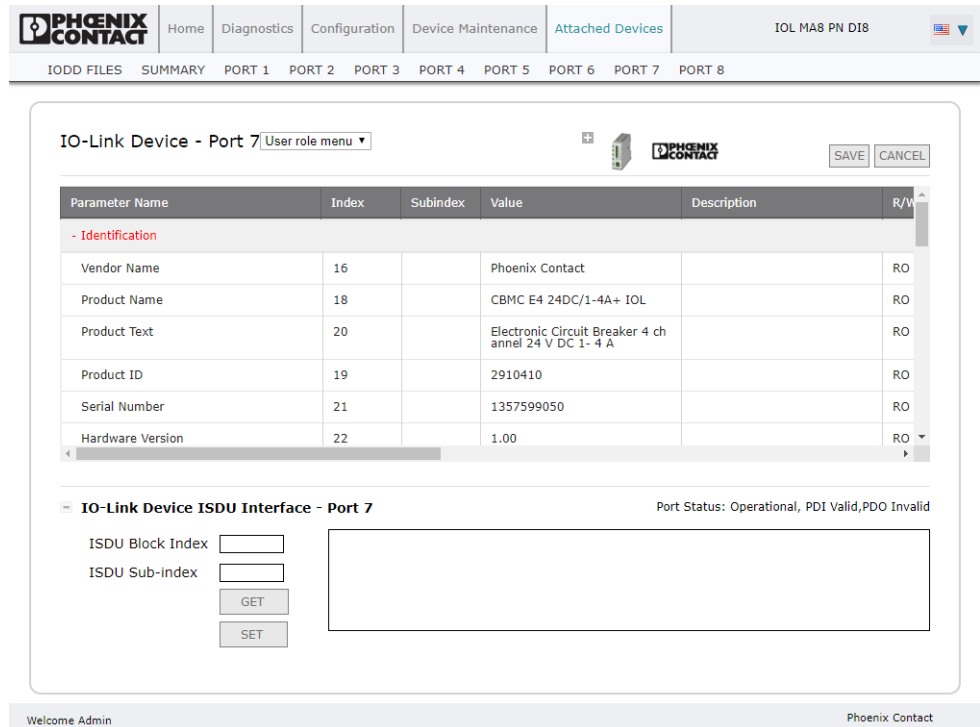 PHŒNIX CONTACT
Home Diagnostics Configuration Device Maintenance Attached Devices IOL MA8 PN DI8
IODD FILES SUMMARY PORT 1 PORT 2 PORT 3 PORT 4 PORT 5 PORT 6 PORT 7 PORT 8
IO-Link Device - Port 7 User role menu
PHŒNIX CONTACT
SAVE CANCEL
Parameter Name Index Subindex Value Description R/W
- Identification
Vendor Name 16 Phoenix Contact RO
Product Name 18 CBMC E4 24DC/1-4A+ IOL RO
Product Text 20 Electronic Circuit Breaker 4 ch RO
annel 24 V DC 1- 4 A
Product ID 19 2910410 RO
Serial Number 21 1357599050 RO
Hardware Version 22 1.00 RO
IO-Link Device ISDU Interface - Port 7 Port Status: Operational, PDI Valid,PDO Invalid
ISDU Block Index
ISDU Sub-index
GET
SET
Welcome Admin Phoenix Contact